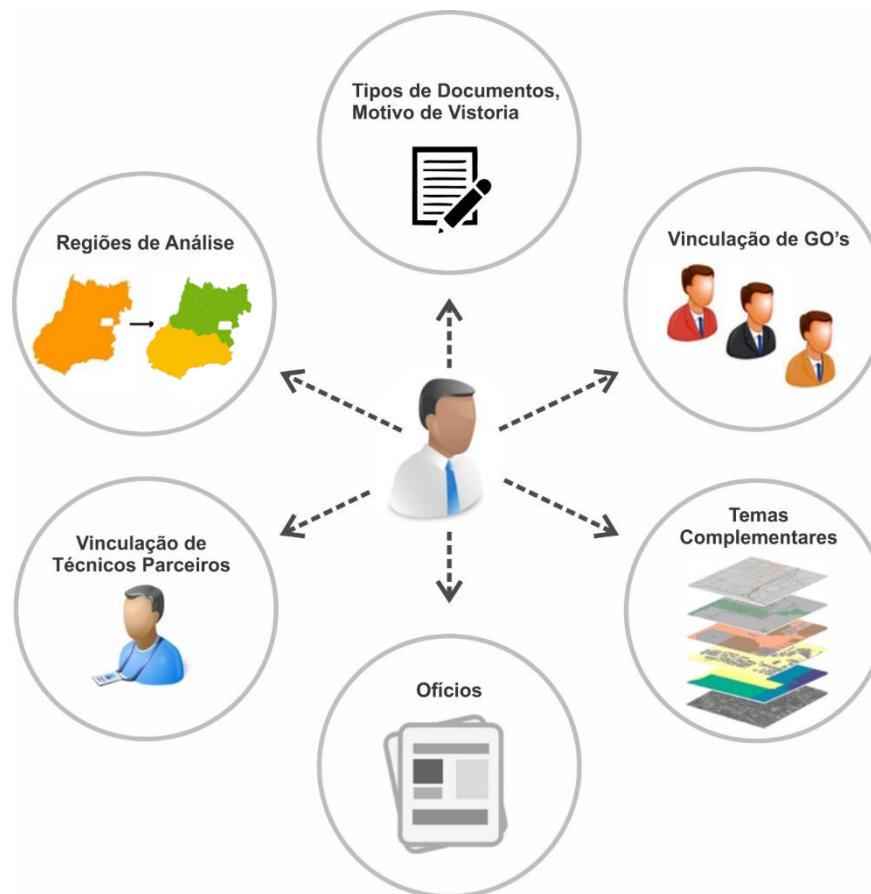 Tipos de Documentos,
Motivo de Vistoria
Regiões de Análise
Vinculação de GO's
Vinculação de
Técnicos Parceiros
Temas
Complementares
Ofícios